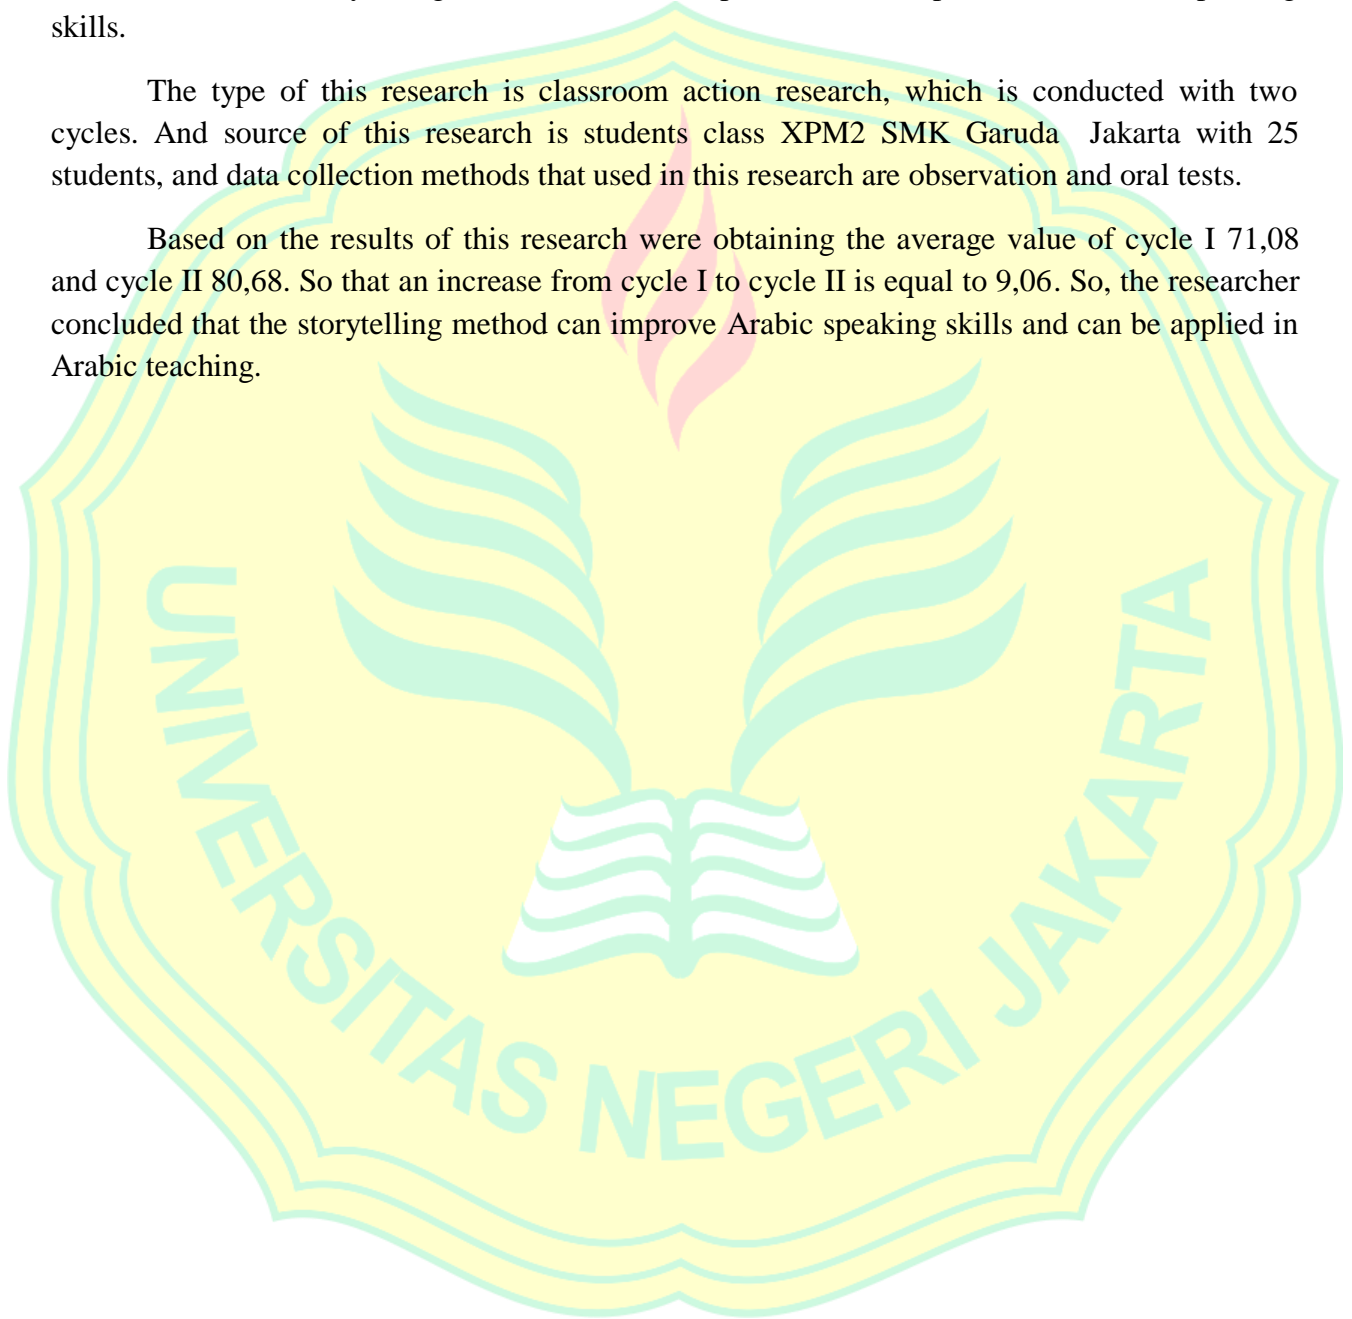 skills.
The type of this research is classroom action research, which is conducted with two
cycles. And source of this research is students class XPM2 SMK Garuda Jakarta with 25
students, and data collection methods that used in this research are observation and oral tests.
Based on the results of this research were obtaining the average value of cycle I 71,08
and cycle II 80,68. So that an increase from cycle I to cycle II is equal to 9,06. So, the researcher
concluded that the storytelling method can improve Arabic speaking skills and can be applied in
Arabic teaching.
UNIVERSITAS NEGERI JAKARTA